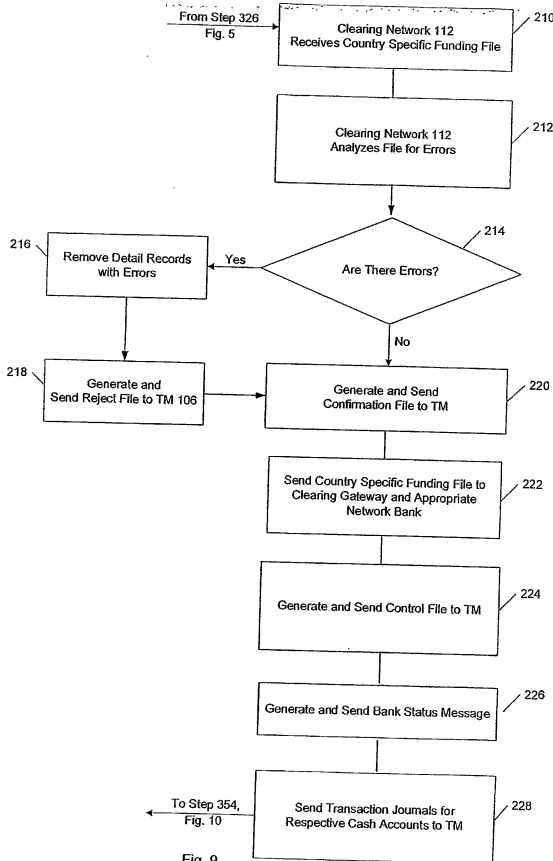 From Step 326
Fig. 5
Clearing Network 112
Receives Country Specific Funding File
210
Clearing Network 112
Analyzes File for Errors
212
214
Are There Errors?
Yes
216
Remove Detail Records
with Errors
No
218
Generate and
Send Reject File to TM 106
Generate and Send
Confirmation File to TM
220
Send Country Specific Funding File to
Clearing Gateway and Appropriate
Network Bank
222
Generate and Send Control File to TM
224
Generate and Send Bank Status Message
226
To Step 354,
Fig. 10
Send Transaction Journals for
Respective Cash Accounts to TM
228
Fig. 9